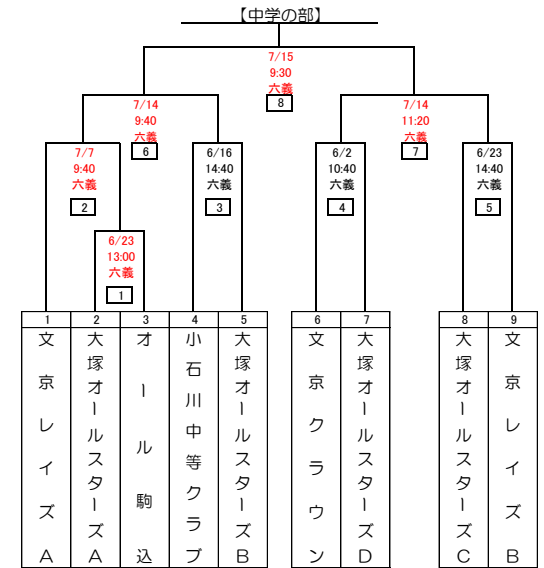 【中学の部】
7/15
9:30
六義
8
7/14
9:40
六義
6
7/14
11:20
六義
7
7/7
9:40
六義
2
6/16
14:40
六義
3
6/2
10:40
六義
4
6/23
14:40
六義
5
6/23
13:00
六義
1
1
文京レイズA
2
大塚オールスターズA
3
オール駒込
4
小石川中等クラブ
5
大塚オールスターズB
6
文京クラウン
7
大塚オールスターズD
8
大塚オールスターズC
9
文京レイズB